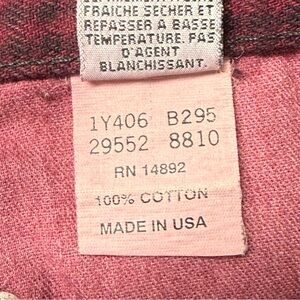 FRAICHE SECHER ET
REPASSER A BASSE
TEMPERATURE. PAS
D'AGENT
BLANCHISSANT.
1Y406 B295
29552 8810
RN 14892
100% COTTON
MADE IN USA